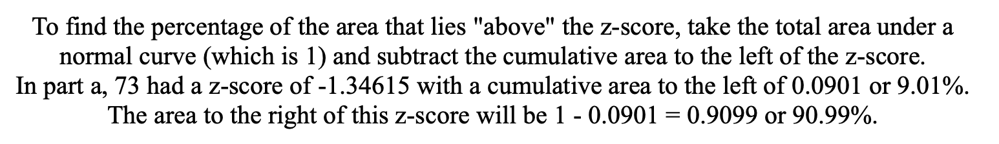 To find the percentage of the area that lies "above" the z-score, take the total area under a
normal curve (which is 1) and subtract the cumulative area to the left of the z-score.
In part a, 73 had a z-score of -1.34615 with a cumulative area to the left of 0.0901 or 9.01%.
The area to the right of this z-score will be 1 - 0.0901 = 0.9099 or 90.99%.